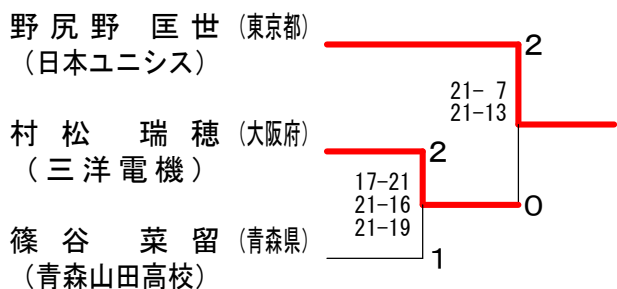 野尻野 匡世 (東京都)
(日本ユニシス)
2
21- 7
21-13
村松 瑞穂 (大阪府)
(三洋電機)
2
17-21
21-16
21-19
0
篠谷 菜留 (青森県)
(青森山田高校)
1